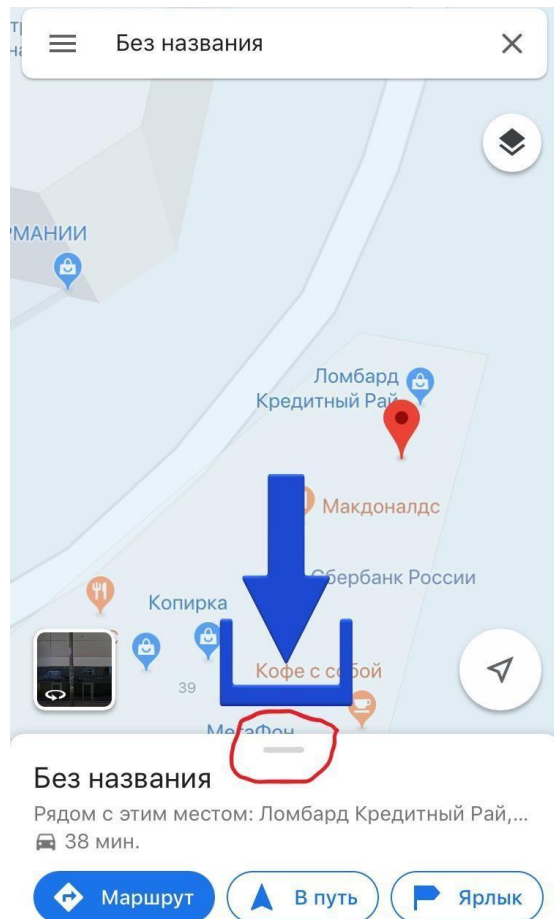 Без названия
МАНИИ
Ломбард
Кредитный Рай
Макдоналдс
Сбербанк России
Копирка
Кофе с собой
39
МегаФон
Без названия
Рядом с этим местом: Ломбард Кредитный Рай,...
38 мин.
Маршрут
В путь
Ярлык